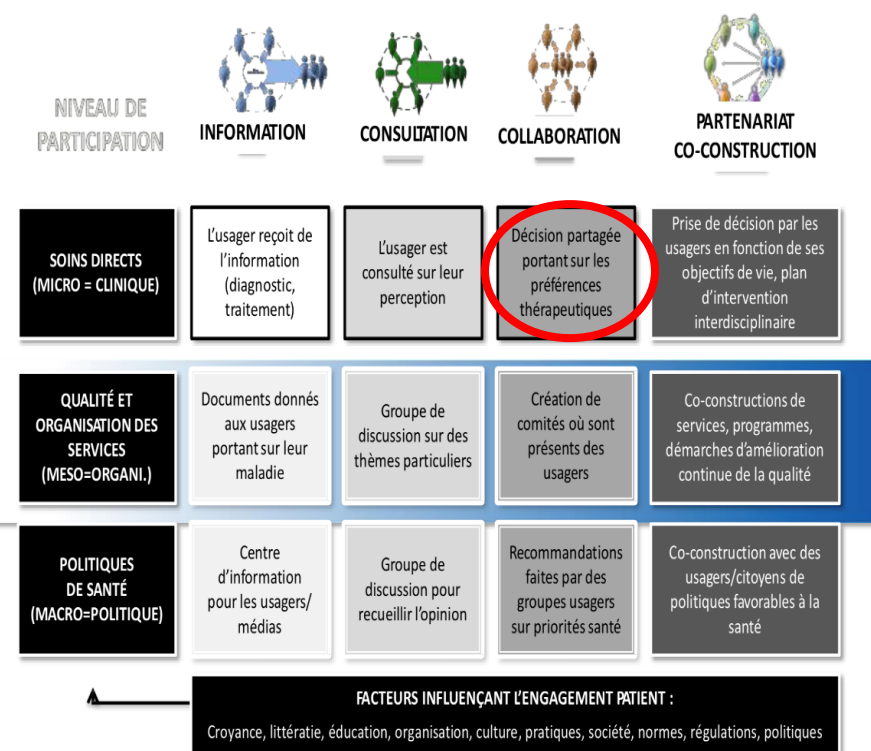 NIVEAU DE
PARTICIPATION
INFORMATION
CONSULTATION
COLLABORATION
PARTENARIAT
CO-CONSTRUCTION
SOINS DIRECTS
(MICRO = CLINIQUE)
L'usager reçoit de
l'information
(diagnostic,
traitement)
L'usager est
consulté sur leur
perception
Décision partagée
portant sur les
préférences
thérapeutiques
Prise de décision par les
usagers en fonction de ses
objectifs de vie, plan
d'intervention
interdisciplinaire
QUALITÉ ET
ORGANISATION DES
SERVICES
(MESO=ORGANI.)
Documents donnés
aux usagers
portant sur leur
maladie
Groupe de
discussion sur des
thèmes particuliers
Création de
comités où sont
présents des
usagers
Co-constructions de
services, programmes,
démarches d'amélioration
continue de la qualité
POLITIQUES
DE SANTÉ
(MACRO=POLITIQUE)
Centre
d'information
pour les usagers/
médias
Groupe de
discussion pour
recueillir l'opinion
Recommandations
faites par des
groupes usagers
sur priorités santé
Co-construction avec des
usagers/citoyens de
politiques favorables à la
santé
FACTEURS INFLUENÇANT L'ENGAGEMENT PATIENT :
Croyance, littératie, éducation, organisation, culture, pratiques, société, normes, régulations, politiques